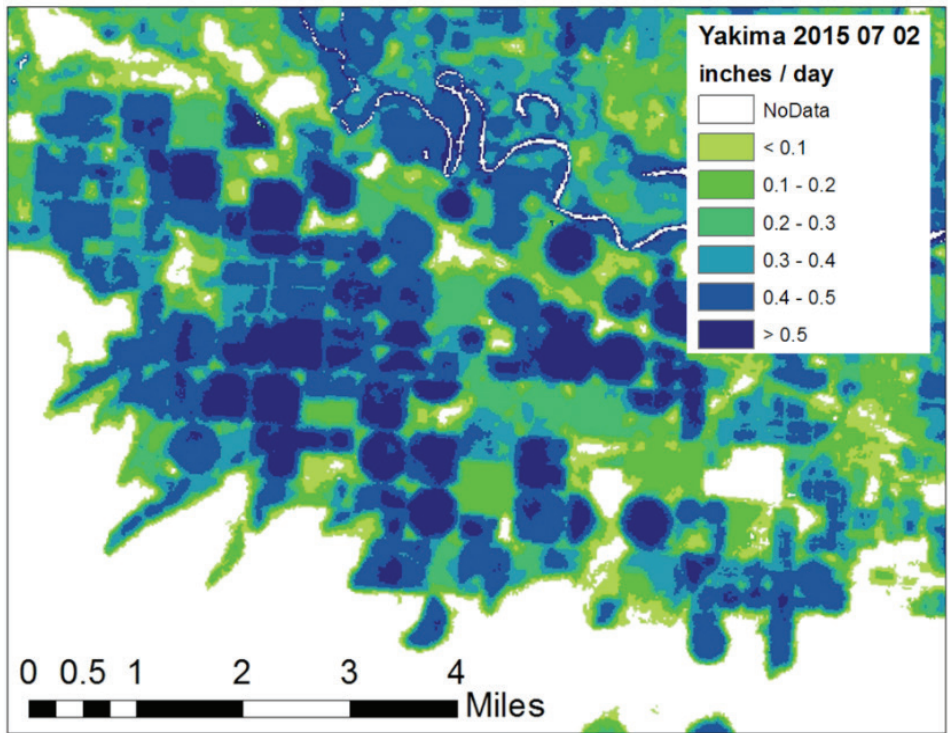 Yakima 2015 07 02
inches / day
NoData
< 0.1
0.1 - 0.2
0.2 - 0.3
0.3 - 0.4
0.4 - 0.5
> 0.5
0 0.5 1 2 3 4
Miles